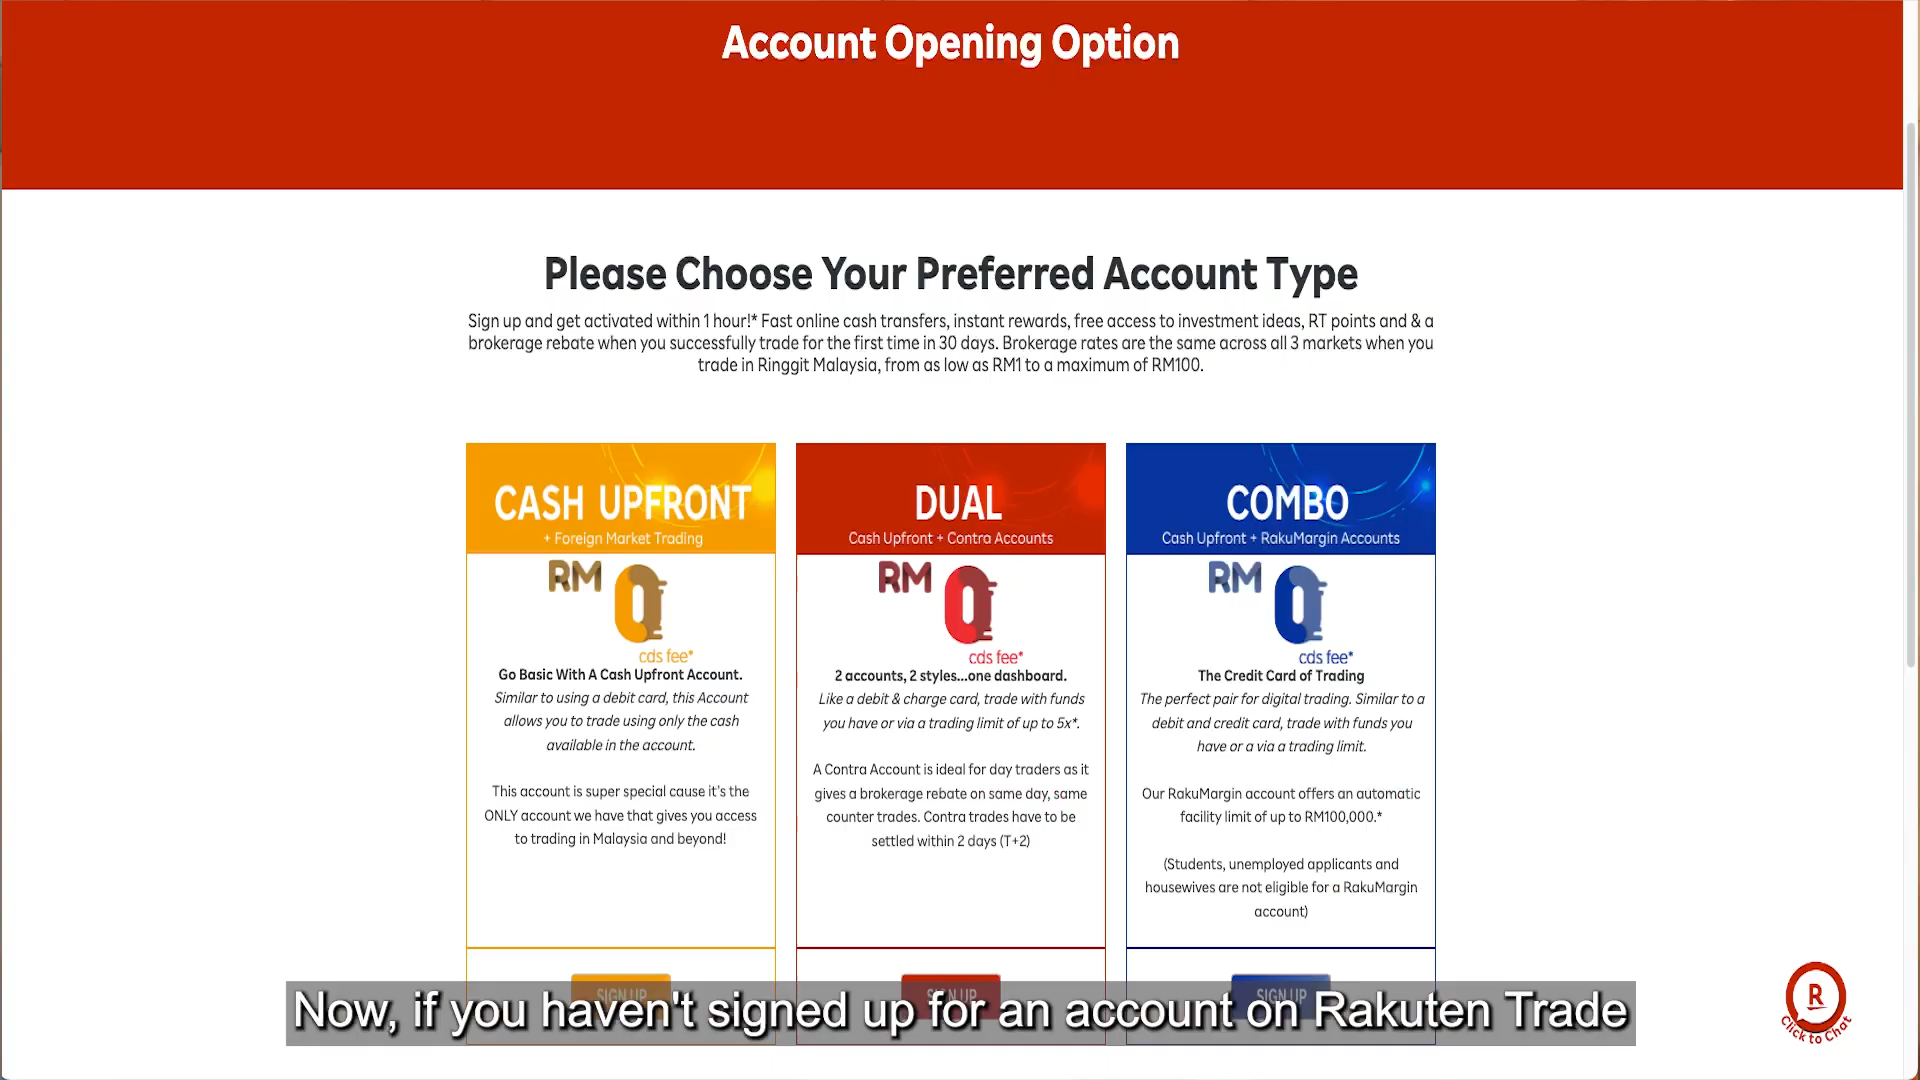 Account Opening Option
Please Choose Your Preferred Account Type
Sign up and get activated within 1 hour!* Fast online cash transfers, instant rewards, free access to investment ideas, RT points and & a
brokerage rebate when you successfully trade for the first time in 30 days. Brokerage rates are the same across all 3 markets when you
trade in Ringgit Malaysia, from as low as RM1 to a maximum of RM100.
CASH UPFRONT
+ Foreign Market Trading
RM 0
cds fee*
Go Basic With A Cash Upfront Account.
Similar to using a debit card, this Account
allows you to trade using only the cash
available in the account.
This account is super special cause it's the
ONLY account we have that gives you access
to trading in Malaysia and beyond!
SIGN UP
DUAL
Cash Upfront + Contra Accounts
RM 0
cds fee*
2 accounts, 2 styles...one dashboard.
Like a debit & charge card, trade with funds
you have or via a trading limit of up to 5x*.
A Contra Account is ideal for day traders as it
gives a brokerage rebate on same day, same
counter trades. Contra trades have to be
settled within 2 days (T+2)
SIGN UP
COMBO
Cash Upfront + RakuMargin Accounts
RM 0
cds fee*
The Credit Card of Trading
The perfect pair for digital trading. Similar to a
debit and credit card, trade with funds you
have or a via a trading limit.
Our RakuMargin account offers an automatic
facility limit of up to RM100,000.*
(Students, unemployed applicants and
housewives are not eligible for a RakuMargin
account)
SIGN UP
Now, if you haven't signed up for an account on Rakuten Trade
R
Click to Chat